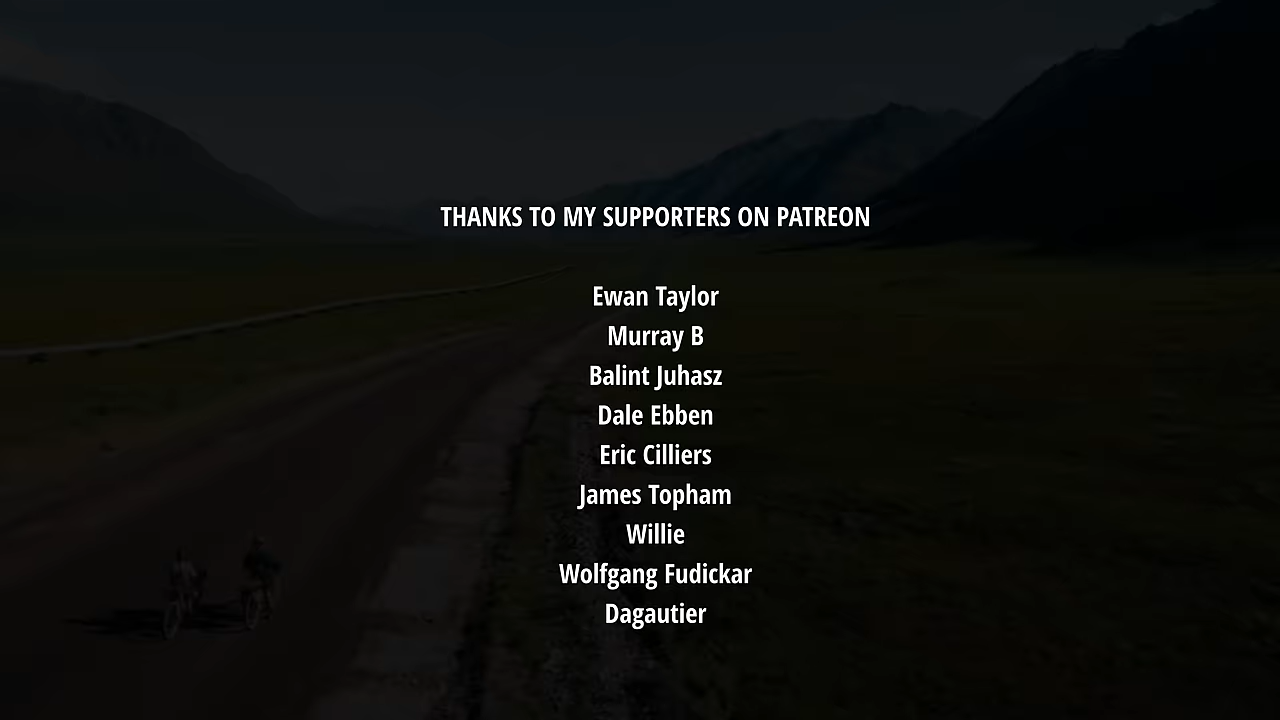 THANKS TO MY SUPPORTERS ON PATREON
Ewan Taylor
Murray B
Balint Juhasz
Dale Ebben
Eric Cilliers
James Topham
Willie
Wolfgang Fudickar
Dagautier